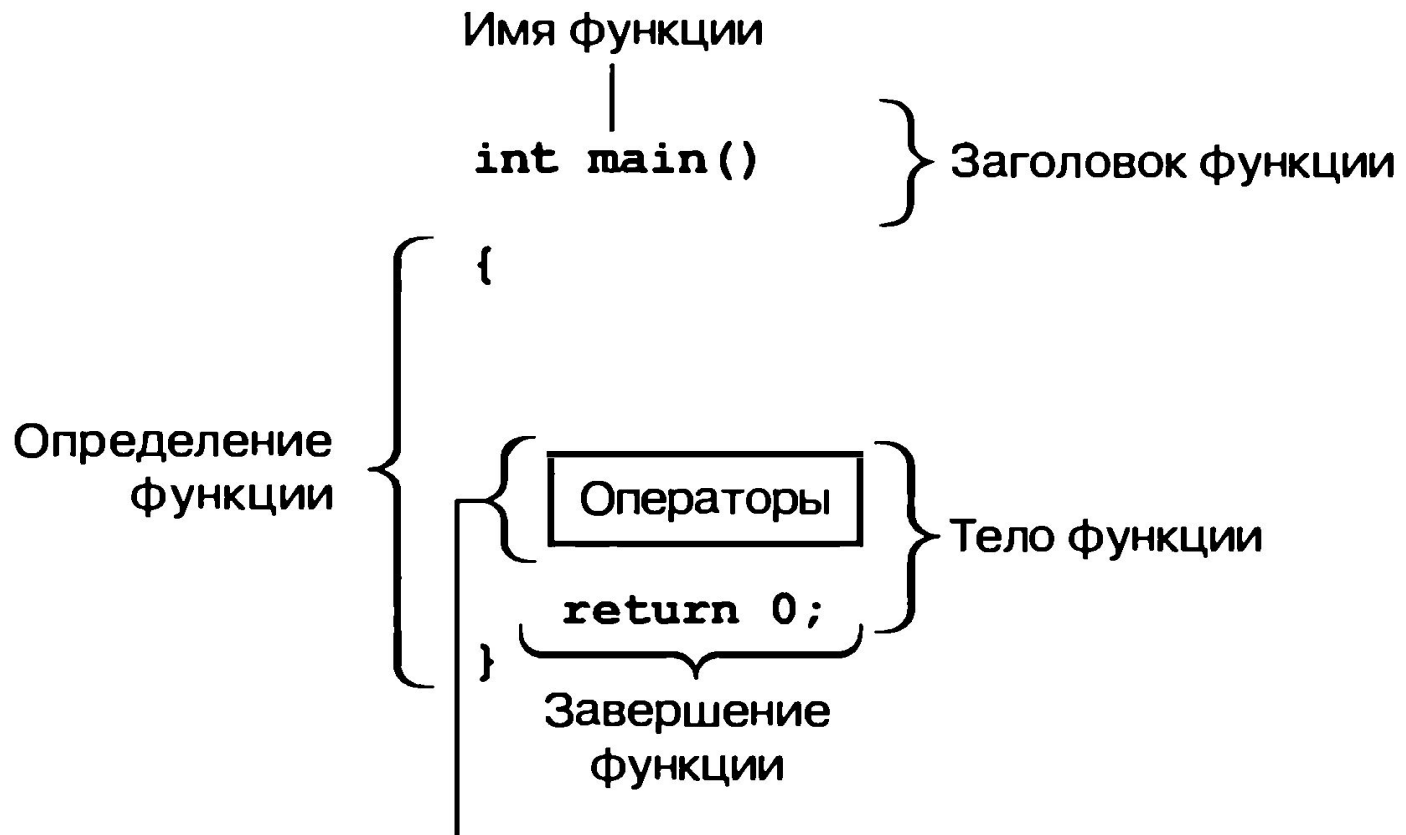 Имя функции
int main()
Заголовок функции
{
Определение
функции
Операторы
Тело функции
return 0;
}
Завершение
функции